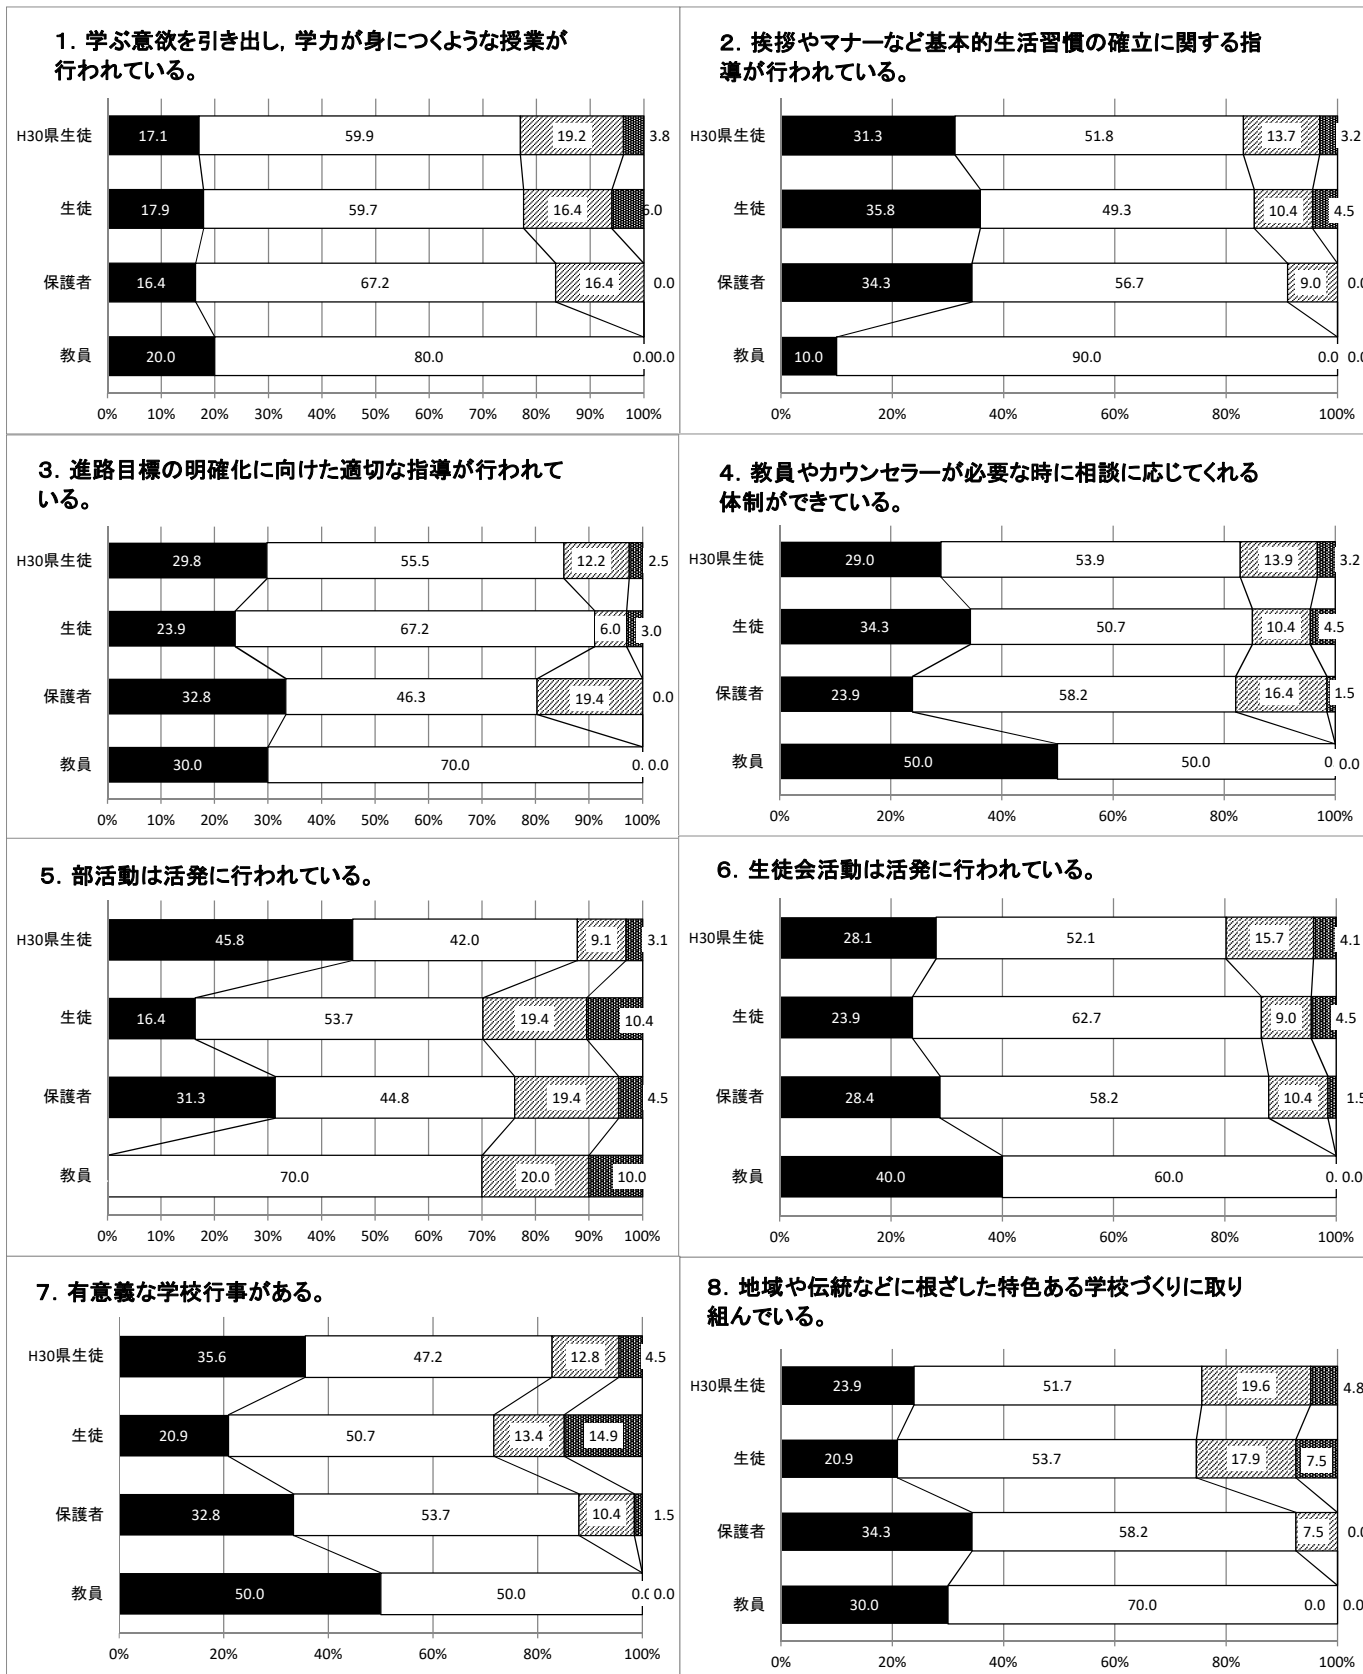 1. 学ぶ意欲を引き出し，学力が身につくような授業が
行われている。
H30県生徒 17.1 59.9 19.2 3.8
生徒 17.9 59.7 16.4 6.0
保護者 16.4 67.2 16.4 0.0
教員 20.0 80.0 0.0 0.0
0% 10% 20% 30% 40% 50% 60% 70% 80% 90% 100%
2. 挨拶やマナーなど基本的生活習慣の確立に関する指
導が行われている。
H30県生徒 31.3 51.8 13.7 3.2
生徒 35.8 49.3 10.4 4.5
保護者 34.3 56.7 9.0 0.0
教員 10.0 90.0 0.0 0.0
0% 20% 40% 60% 80% 100%
3. 進路目標の明確化に向けた適切な指導が行われて
いる。
H30県生徒 29.8 55.5 12.2 2.5
生徒 23.9 67.2 6.0 3.0
保護者 32.8 46.3 19.4 0.0
教員 30.0 70.0 0. 0.0
0% 10% 20% 30% 40% 50% 60% 70% 80% 90% 100%
4. 教員やカウンセラーが必要な時に相談に応じてくれる
体制ができている。
H30県生徒 29.0 53.9 13.9 3.2
生徒 34.3 50.7 10.4 4.5
保護者 23.9 58.2 16.4 1.5
教員 50.0 50.0 0 0.0
0% 20% 40% 60% 80% 100%
5. 部活動は活発に行われている。
H30県生徒 45.8 42.0 9.1 3.1
生徒 16.4 53.7 19.4 10.4
保護者 31.3 44.8 19.4 4.5
教員 70.0 20.0 10.0
0% 10% 20% 30% 40% 50% 60% 70% 80% 90% 100%
6. 生徒会活動は活発に行われている。
H30県生徒 28.1 52.1 15.7 4.1
生徒 23.9 62.7 9.0 4.5
保護者 28.4 58.2 10.4 1.5
教員 40.0 60.0 0. 0.0
0% 20% 40% 60% 80% 100%
7. 有意義な学校行事がある。
H30県生徒 35.6 47.2 12.8 4.5
生徒 20.9 50.7 13.4 14.9
保護者 32.8 53.7 10.4 1.5
教員 50.0 50.0 0.0 0.0
0% 20% 40% 60% 80% 100%
8. 地域や伝統などに根ざした特色ある学校づくりに取り
組んでいる。
H30県生徒 23.9 51.7 19.6 4.8
生徒 20.9 53.7 17.9 7.5
保護者 34.3 58.2 7.5 0.0
教員 30.0 70.0 0.0 0.0
0% 20% 40% 60% 80% 100%